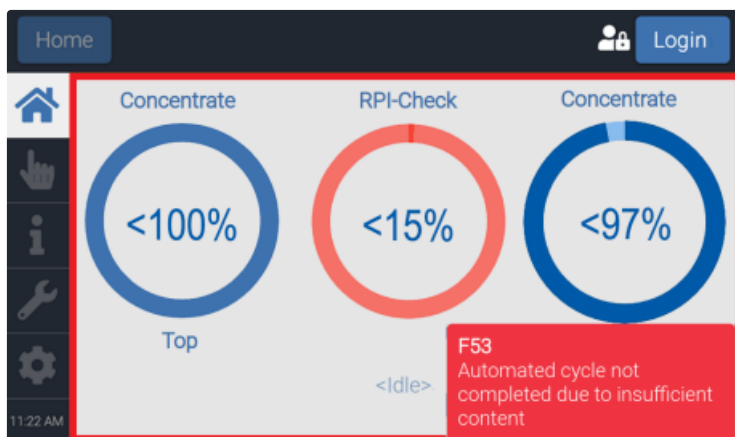 Home
Login
Concentrate
RPI-Check
Concentrate
<100%
<15%
<97%
Top
<Idle>
F53
Automated cycle not
completed due to insufficient
content
11:22 AM